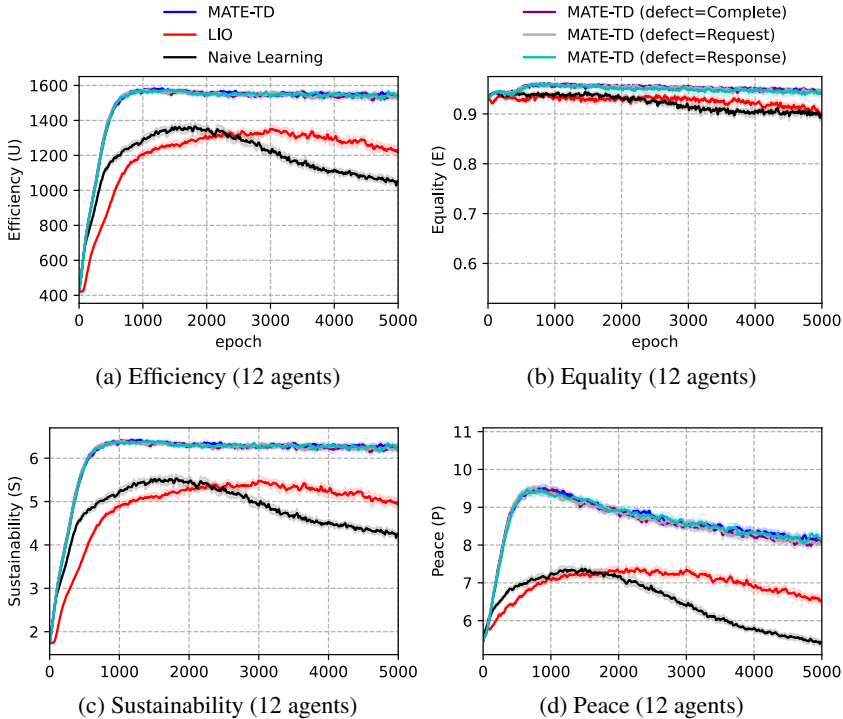 MATE-TD
LIO
Naive Learning
MATE-TD (defect=Complete)
MATE-TD (defect=Request)
MATE-TD (defect=Response)
1600
1400
1200
1000
800
600
400
Efficiency (U)
0 1000 2000 3000 4000 5000
epoch
(a) Efficiency (12 agents)
0.9
0.8
0.7
0.6
Equality (E)
0 1000 2000 3000 4000 5000
epoch
(b) Equality (12 agents)
6
5
4
3
2
Sustainability (S)
0 1000 2000 3000 4000 5000
(c) Sustainability (12 agents)
11
10
9
8
7
6
Peace (P)
0 1000 2000 3000 4000 5000
(d) Peace (12 agents)